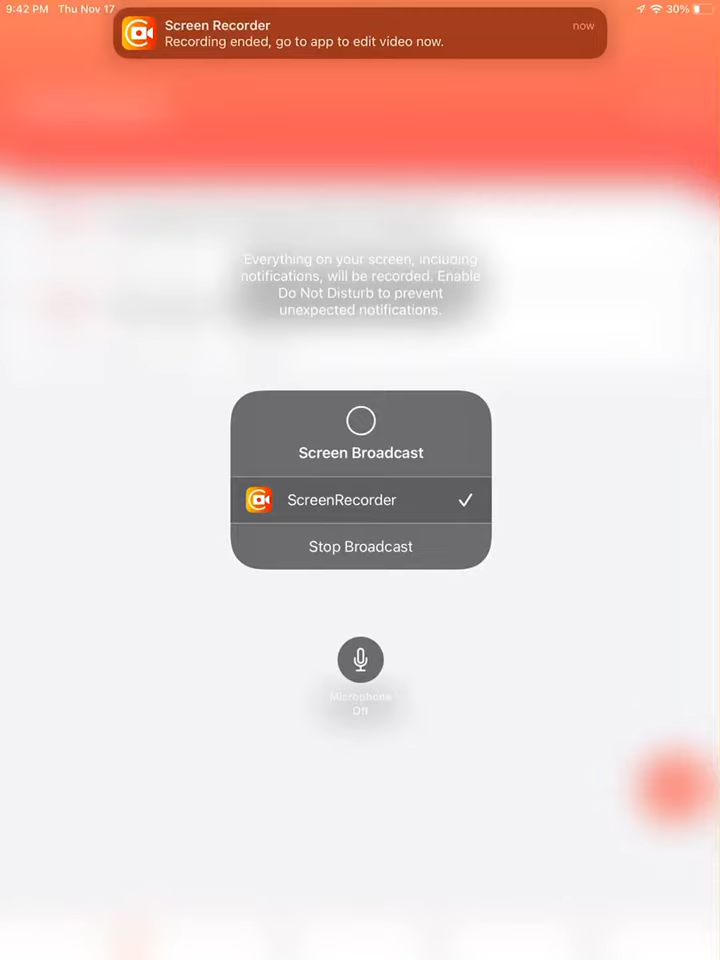 9:42 PM Thu Nov 17
30%
Screen Recorder
now
Recording ended, go to app to edit video now.
Everything on your screen, including
notifications, will be recorded. Enable
Do Not Disturb to prevent
unexpected notifications.
Screen Broadcast
ScreenRecorder
Stop Broadcast
Microphone
Off